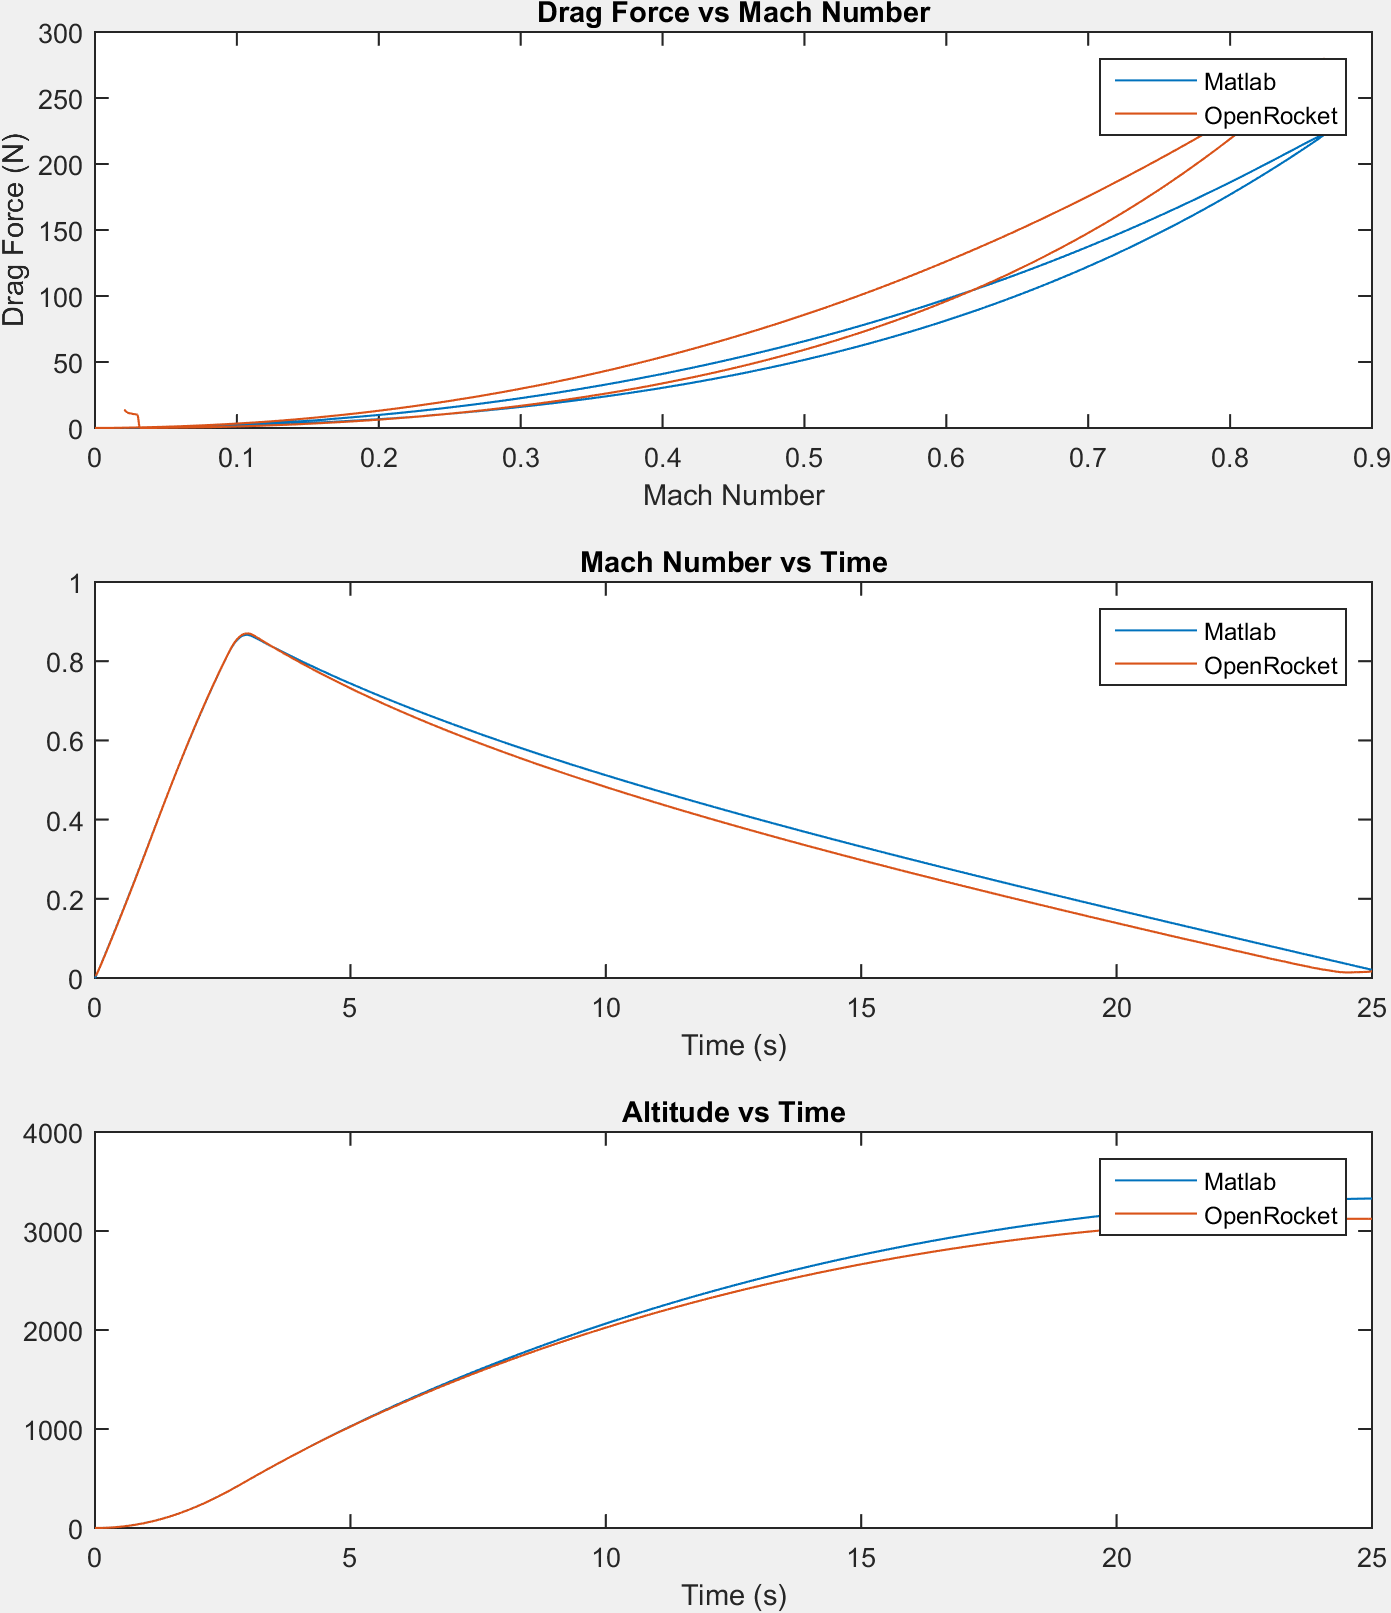 Drag Force vs Mach Number
300
250
200
150
100
50
0
Drag Force (N)
Matlab
OpenRocket
0 0.1 0.2 0.3 0.4 0.5 0.6 0.7 0.8 0.9
Mach Number
Mach Number vs Time
1
0.8
0.6
0.4
0.2
0
Matlab
OpenRocket
0 5 10 15 20 25
Time (s)
Altitude vs Time
4000
3000
2000
1000
0
Matlab
OpenRocket
0 5 10 15 20 25
Time (s)